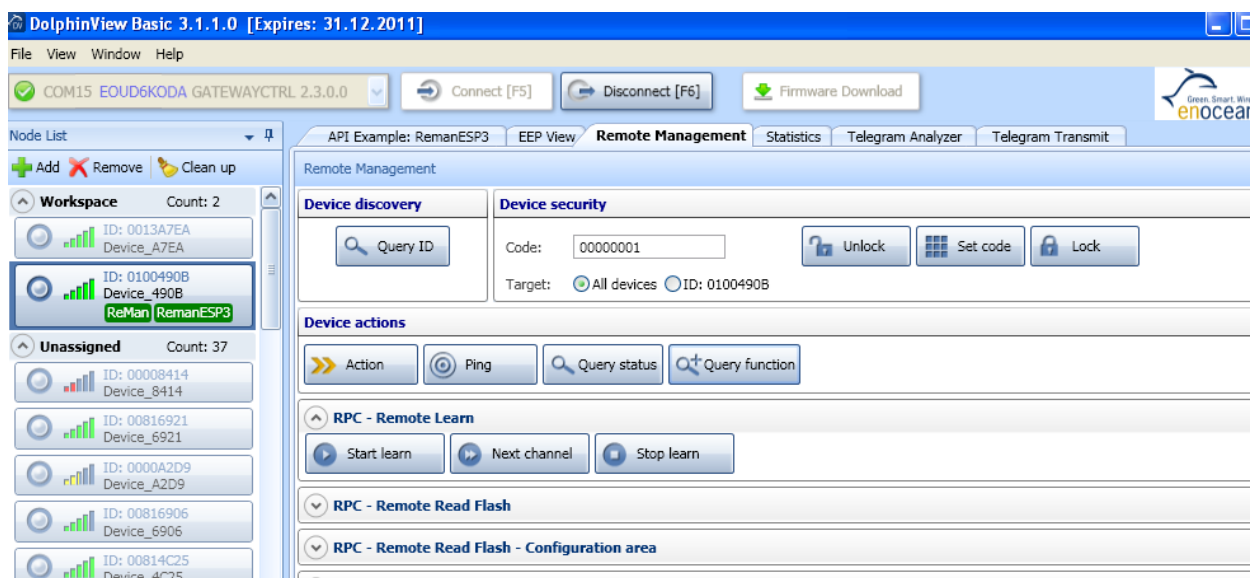 DolphinView Basic 3.1.1.0 [Expires: 31.12.2011]
File View Window Help
COM15 EOUD6KODA GATEWAYCTRL 2.3.0.0 Connect [F5] Disconnect [F6] Firmware Download
Green. Smart.
enocean
Node List
API Example: RemanESP3 EEP View Remote Management Statistics Telegram Analyzer Telegram Transmit
Add Remove Clean up
Remote Management
Workspace Count: 2
Device discovery Device security
ID: 0013A7EA
Device_A7EA
Query ID
Code: 00000001 Unlock Set code Lock
ID: 0100490B
Device_490B
ReMan RemanESP3
Target: All devices ID: 0100490B
Device actions
Unassigned Count: 37
Action Ping Query status Query function
ID: 00008414
Device_8414
RPC - Remote Learn
ID: 00816921
Device_6921
Start learn Next channel Stop learn
ID: 0000A2D9
Device_A2D9
RPC - Remote Read Flash
ID: 00816906
Device_6906
RPC - Remote Read Flash - Configuration area
ID: 00814C25
Device_4C25